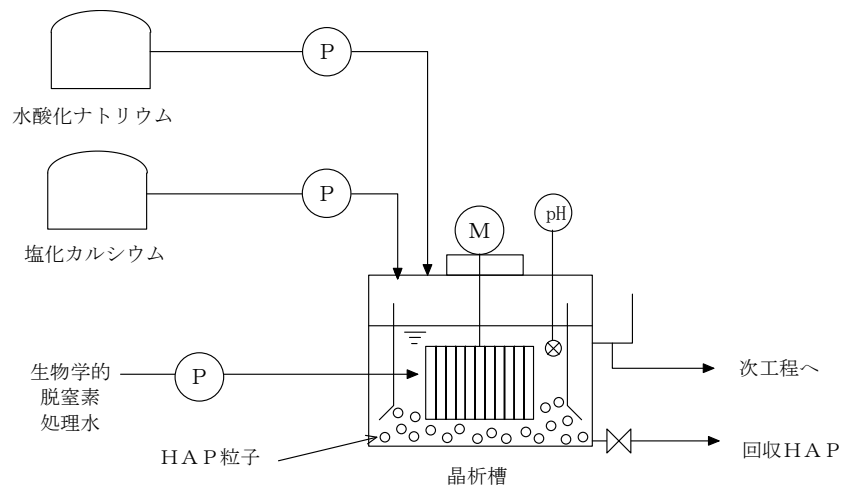 P
水酸化ナトリウム
P
塩化カルシウム
M
pH
生物学的
脱窒素
処理水
P
次工程へ
HAP粒子
回収HAP
晶析槽